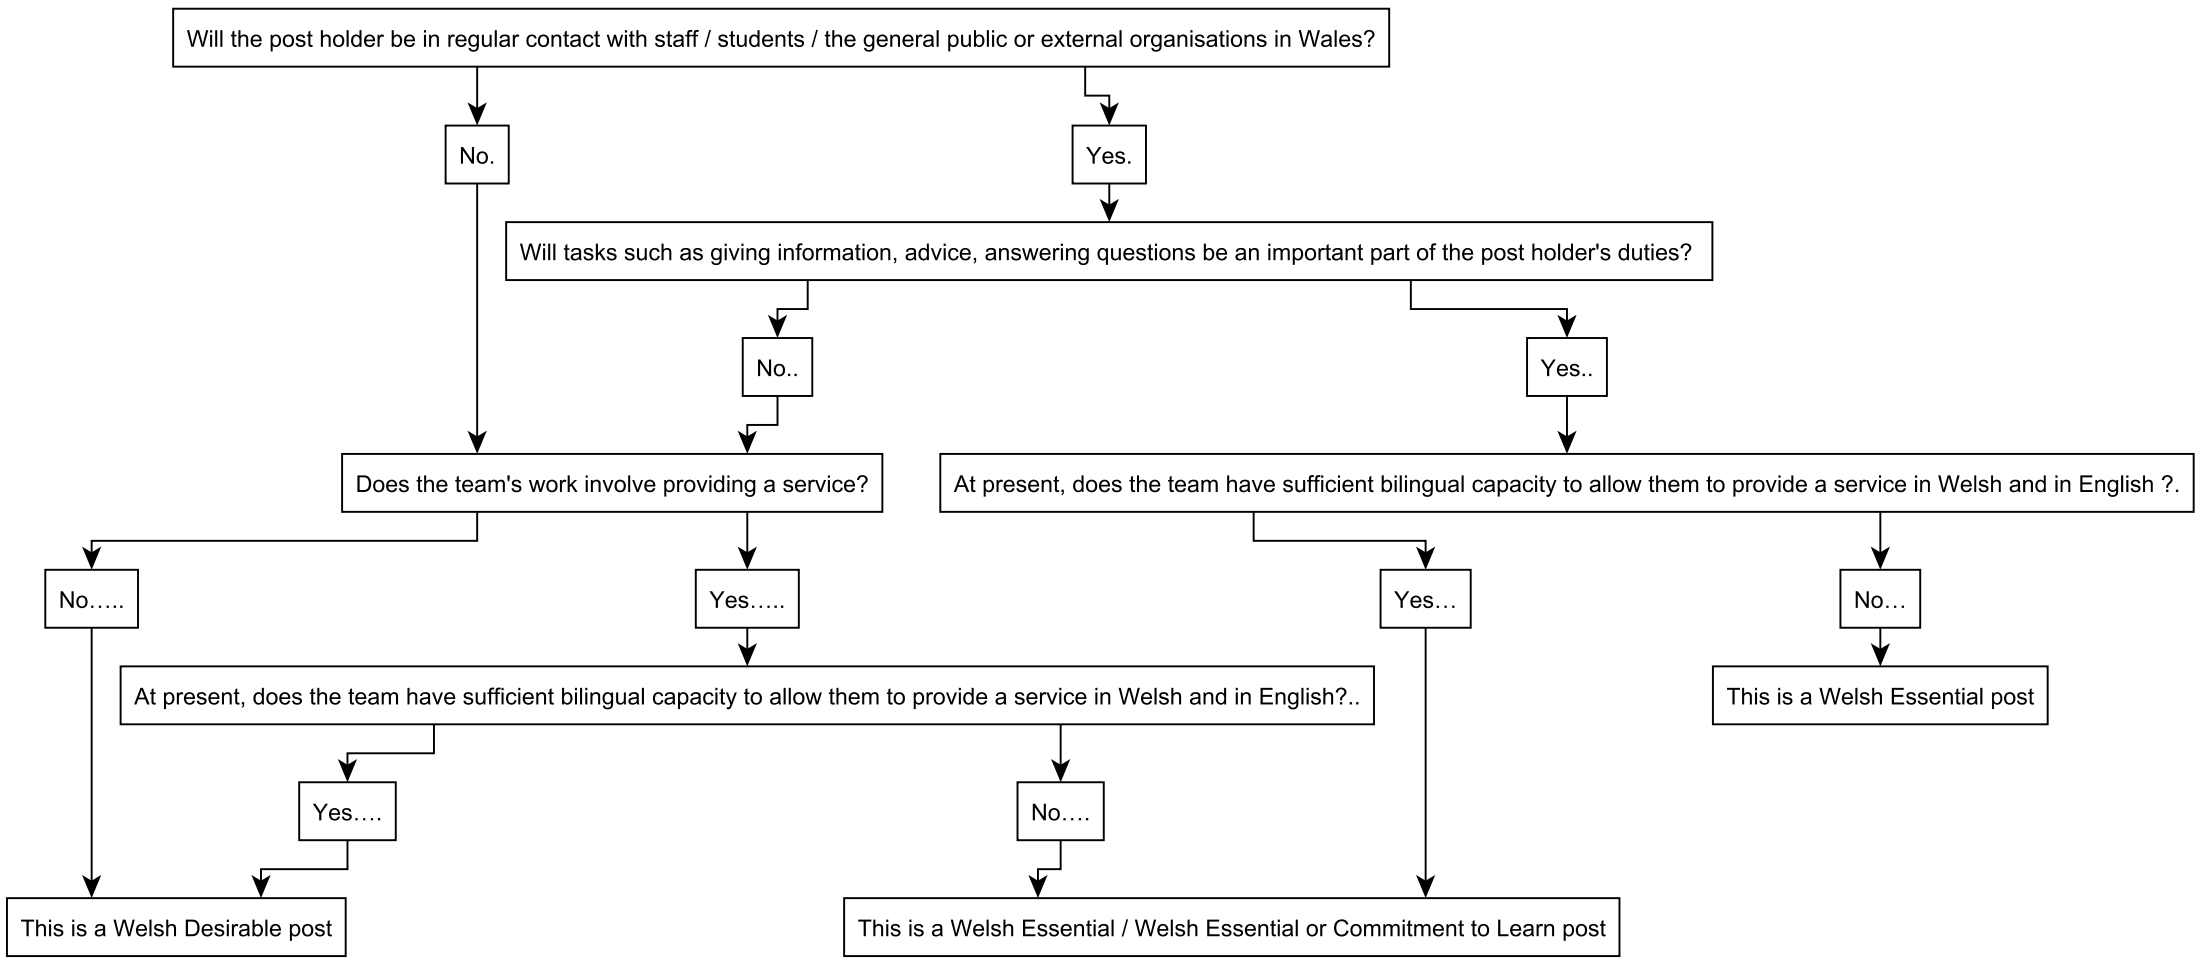 Will the post holder be in regular contact with staff / students / the general public or external organisations in Wales?
No.
Yes.
Will tasks such as giving information, advice, answering questions be an important part of the post holder's duties?
No..
Yes..
Does the team's work involve providing a service?
At present, does the team have sufficient bilingual capacity to allow them to provide a service in Welsh and in English ?.
No…..
Yes…..
Yes…
No…
At present, does the team have sufficient bilingual capacity to allow them to provide a service in Welsh and in English?..
This is a Welsh Essential post
Yes….
No….
This is a Welsh Desirable post
This is a Welsh Essential / Welsh Essential or Commitment to Learn post